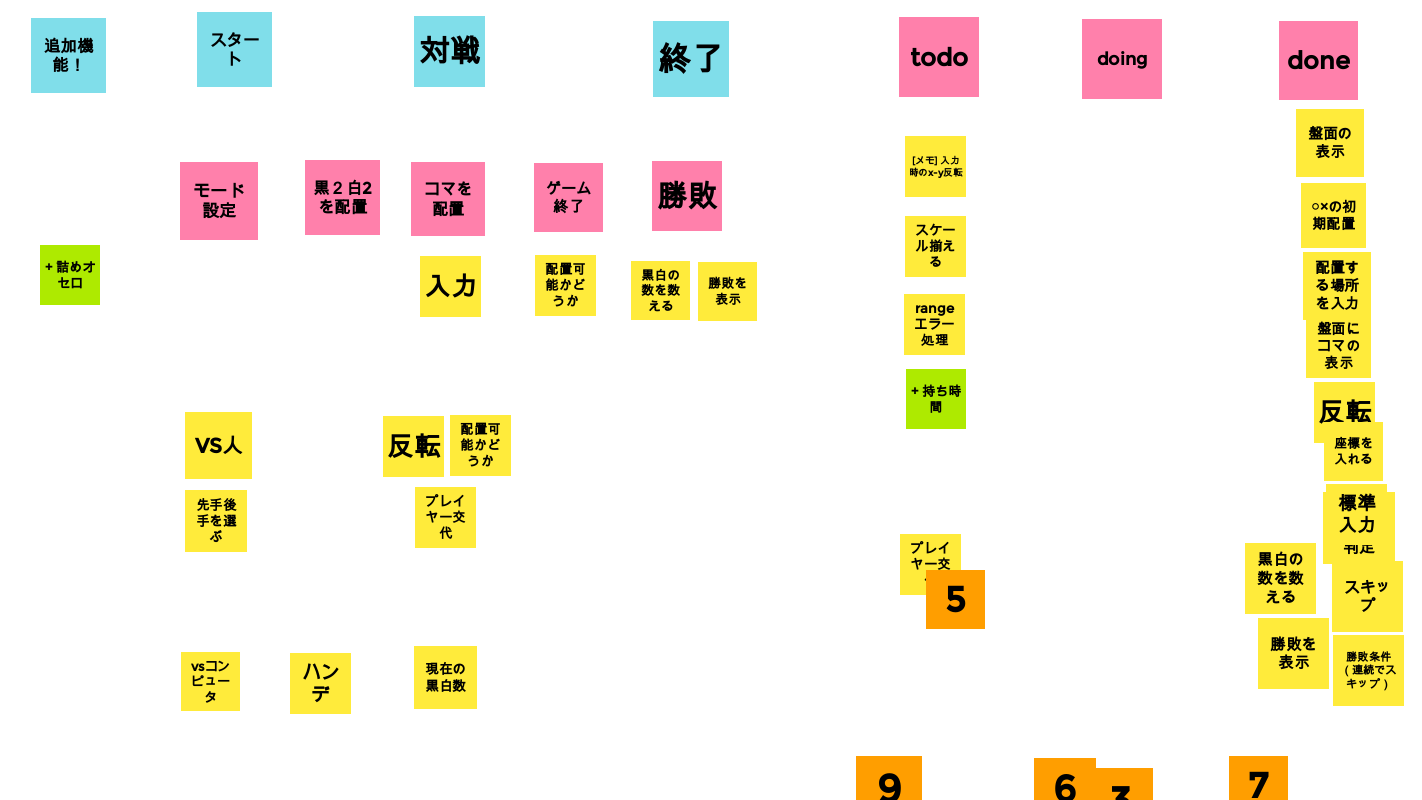 追加機
能！
スター
ト
対戦
終了
todo
doing
done
モード
設定
黒２白2
を配置
コマを
配置
ゲーム
終了
勝敗
+ 詰めオ
セロ
入力
配置可
能かど
うか
黒白の
数を数
える
勝敗を
表示
VS人
先手後
手を選
ぶ
反転
配置可
能かど
うか
プレイ
ヤー交
代
vsコン
ピュー
タ
ハン
デ
現在の
黒白数
[メモ] 入力
時のx-y反転
スケー
ル揃え
る
range
エラー
処理
+ 持ち時
間
プレイ
ヤー交
5
盤面の
表示
○×の初
期配置
配置す
る場所
を入力
盤面に
コマの
表示
反転
座標を
入れる
標準
入力
判定
黒白の
数を数
える
スキッ
プ
勝敗を
表示
勝敗条件
（連続でス
キップ）
9
6
3
7